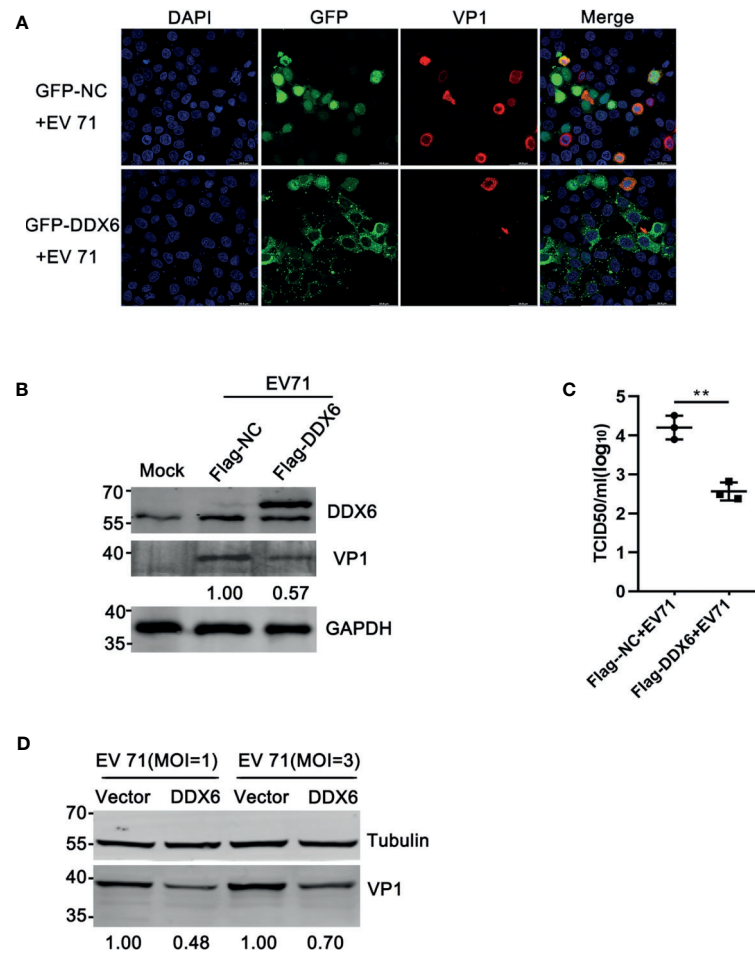 A
DAPI GFP VP1 Merge
GFP-NC
+EV 71
GFP-DDX6
+EV 71
B
EV71
Mock Flag-NC Flag-DDX6
70
55
DDX6
40
VP1
1.00 0.57
40
35
GAPDH
C
**
TCID50/ml(log10)
5
4
3
2
1
0
Flag--NC+EV71
Flag-DDX6+EV71
D
EV 71(MOI=1) EV 71(MOI=3)
Vector DDX6 Vector DDX6
70
55
Tubulin
40
35
VP1
1.00 0.48 1.00 0.70